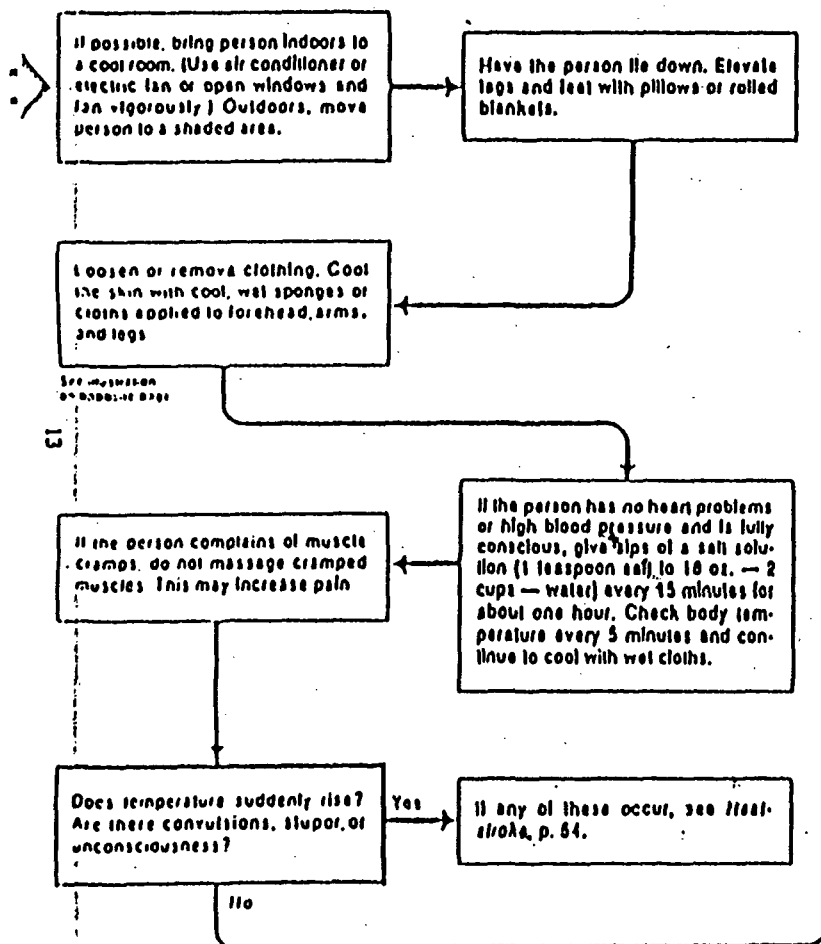 If possible, bring person indoors to
a cool room. (Use air conditioner or
electric fan or open windows and
fan vigorously.) Outdoors, move
person to a shaded area.
Have the person lie down. Elevate
legs and feet with pillows or rolled
blankets.
Loosen or remove clothing. Cool
the skin with cool, wet sponges or
cloths applied to forehead, arms,
and legs
See illustration
on opposite page
13
If the person has no heart problems
or high blood pressure and is fully
conscious, give sips of a salt solu-
tion (1 teaspoon salt to 16 oz. — 2
cups — water) every 15 minutes for
about one hour. Check body tem-
perature every 5 minutes and con-
tinue to cool with wet cloths.
If the person complains of muscle
cramps, do not massage cramped
muscles. This may increase pain
Does temperature suddenly rise?
Are there convulsions, stupor, or
unconsciousness?
Yes
If any of these occur, see Heat-
stroke, p. 64.
No